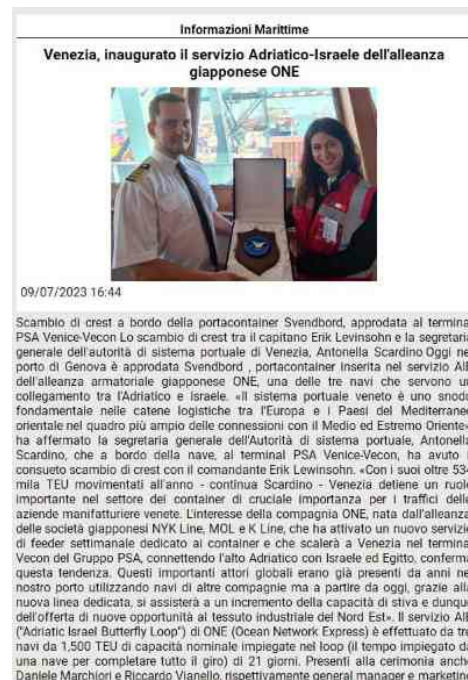 Informazioni Marittime
Venezia, inaugurato il servizio Adriatico-Israele dell'alleanza
giapponese ONE
09/07/2023 16:44
Scambio di crest a bordo della portacontainer Svendbord, approdata al terminal
PSA Venice-Vecon Lo scambio di crest tra il capitano Erik Levinsohn e la segretaria
generale dell'autorità di sistema portuale di Venezia, Antonella Scardino Oggi nel
porto di Genova è approdata Svendbord , portacontainer inserita nel servizio AIB
dell'alleanza armatoriale giapponese ONE, una delle tre navi che servono un
collegamento tra l'Adriatico e Israele. «Il sistema portuale veneto è uno snodo
fondamentale nelle catene logistiche tra l'Europa e i Paesi del Mediterraneo
orientale nel quadro più ampio delle connessioni con il Medio ed Estremo Oriente»
ha affermato la segretaria generale dell'Autorità di sistema portuale, Antonella
Scardino, che a bordo della nave, al terminal PSA Venice-Vecon, ha avuto i
consueto scambio di crest con il comandante Erik Lewinsohn. «Con i suoi oltre 534
mila TEU movimentati all'anno - continua Scardino - Venezia detiene un ruolo
importante nel settore dei container di cruciale importanza per i traffici delle
aziende manifatturiere venete. L'interesse della compagnia ONE, nata dall'alleanza
delle società giapponesi NYK Line, MOL e K Line, che ha attivato un nuovo servizio
di feeder settimanale dedicato ai container e che scalerà a Venezia nel terminal
Vecon del Gruppo PSA, connettendo l'alto Adriatico con Israele ed Egitto, conferma
questa tendenza. Questi importanti attori globali erano già presenti da anni nel
nostro porto utilizzando navi di altre compagnie ma a partire da oggi, grazie alla
nuova linea dedicata, si assisterà a un incremento della capacità di stiva e dunque
dell'offerta di nuove opportunità al tessuto industriale del Nord Est». Il servizio AIB
("Adriatic Israel Butterfly Loop") di ONE (Ocean Network Express) è effettuato da tre
navi da 1,500 TEU di capacità nominale impiegate nel loop (il tempo impiegato da
una nave per completare tutto il giro) di 21 giorni. Presenti alla cerimonia anche
Daniele Marchiori e Riccardo Vianello, rispettivamente general manager e marketing